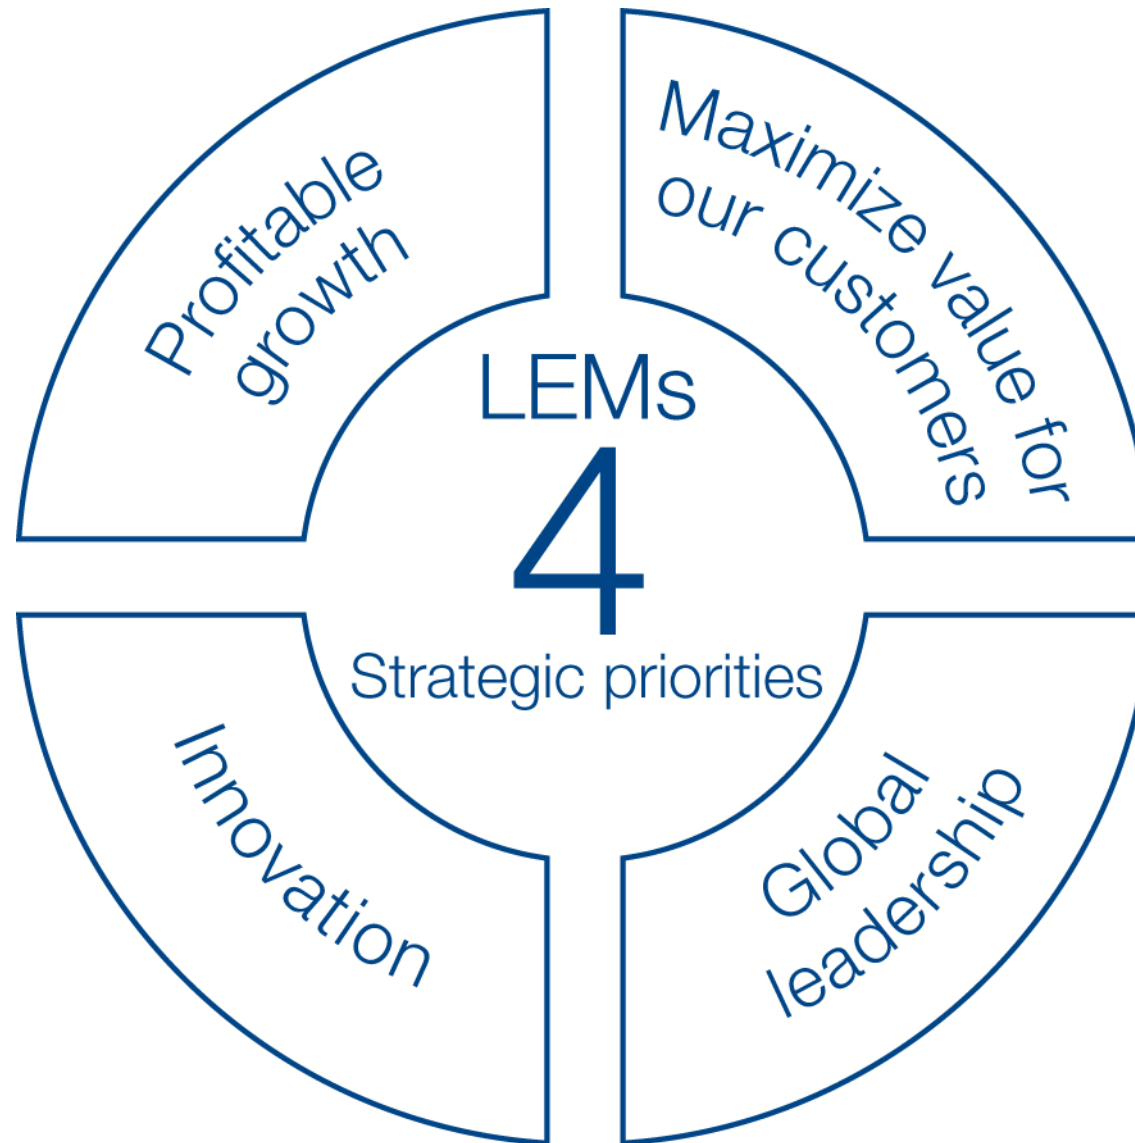 Profitable
growth
Maximize value for
our customers
LEMs
4
Strategic priorities
Innovation
Global
leadership